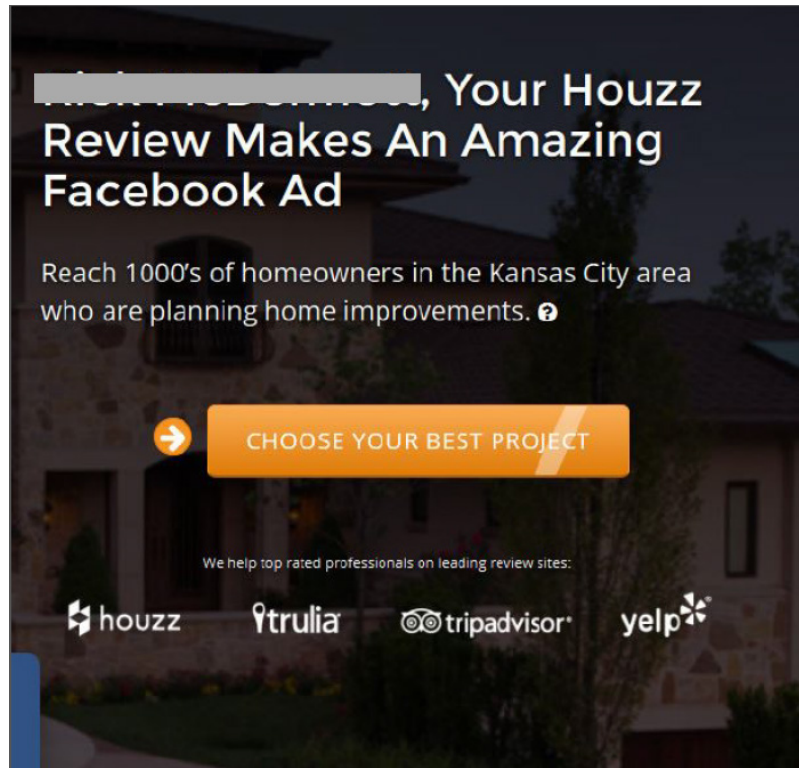 , Your Houzz
Review Makes An Amazing
Facebook Ad
Reach 1000's of homeowners in the Kansas City area
who are planning home improvements. ?
CHOOSE YOUR BEST PROJECT
We help top rated professionals on leading review sites:
houzz trulia tripadvisor® yelp